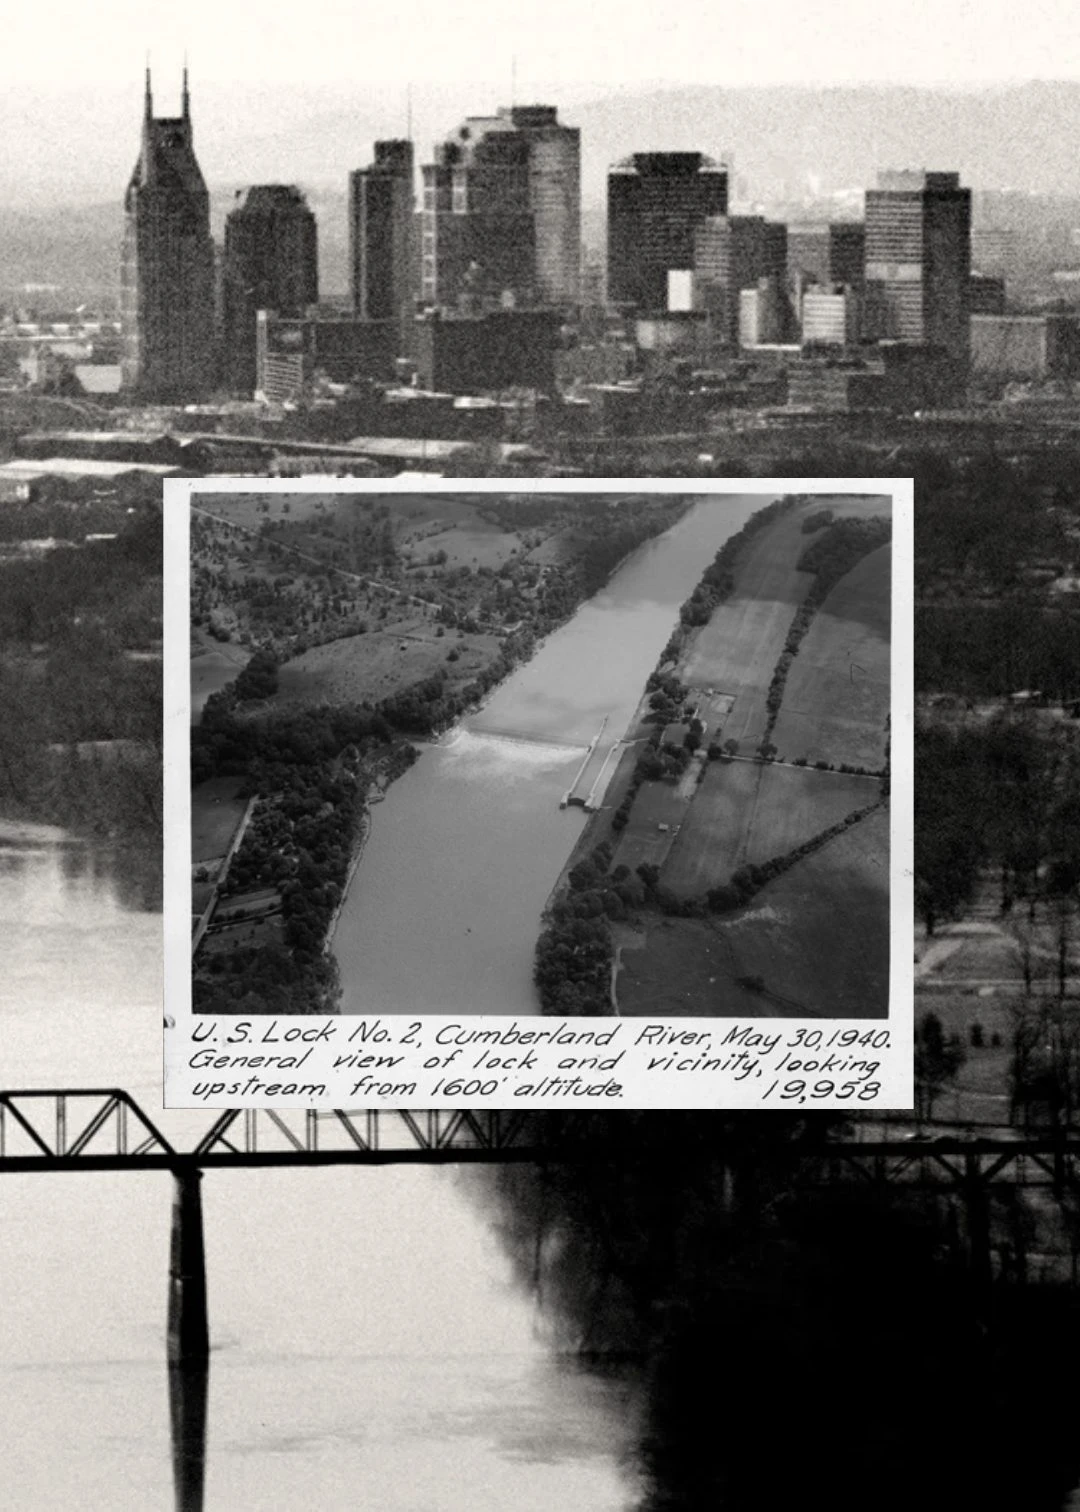 U.S. Lock No. 2, Cumberland River, May 30, 1940.
General view of lock and vicinity, looking
upstream from 1600' altitude. 19,958